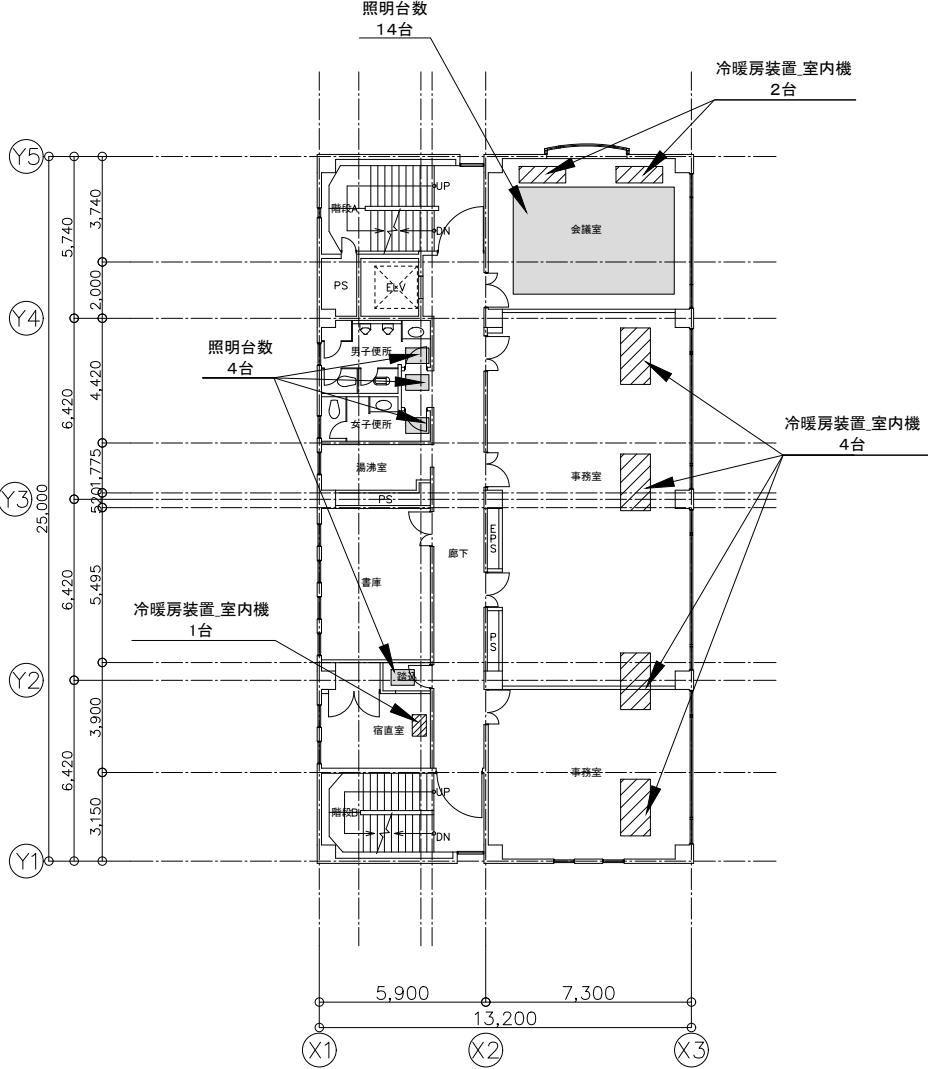 照明台数
14台
冷暖房装置_室内機
2台
Y5
UP
階段A
DN
会議室
3,740
5,740
PS
ELV
2,000
Y4
照明台数
4台
男子便所
4,420
6,420
女子便所
冷暖房装置_室内機
4台
湯沸室
事務室
1,775
Y3
PS
520
25,000
EPS
廊下
書庫
5,495
6,420
冷暖房装置_室内機
1台
PS
踏込
Y2
3,900
宿直室
6,420
事務室
UP
階段B
3,150
DN
Y1
5,900
7,300
13,200
X1
X2
X3